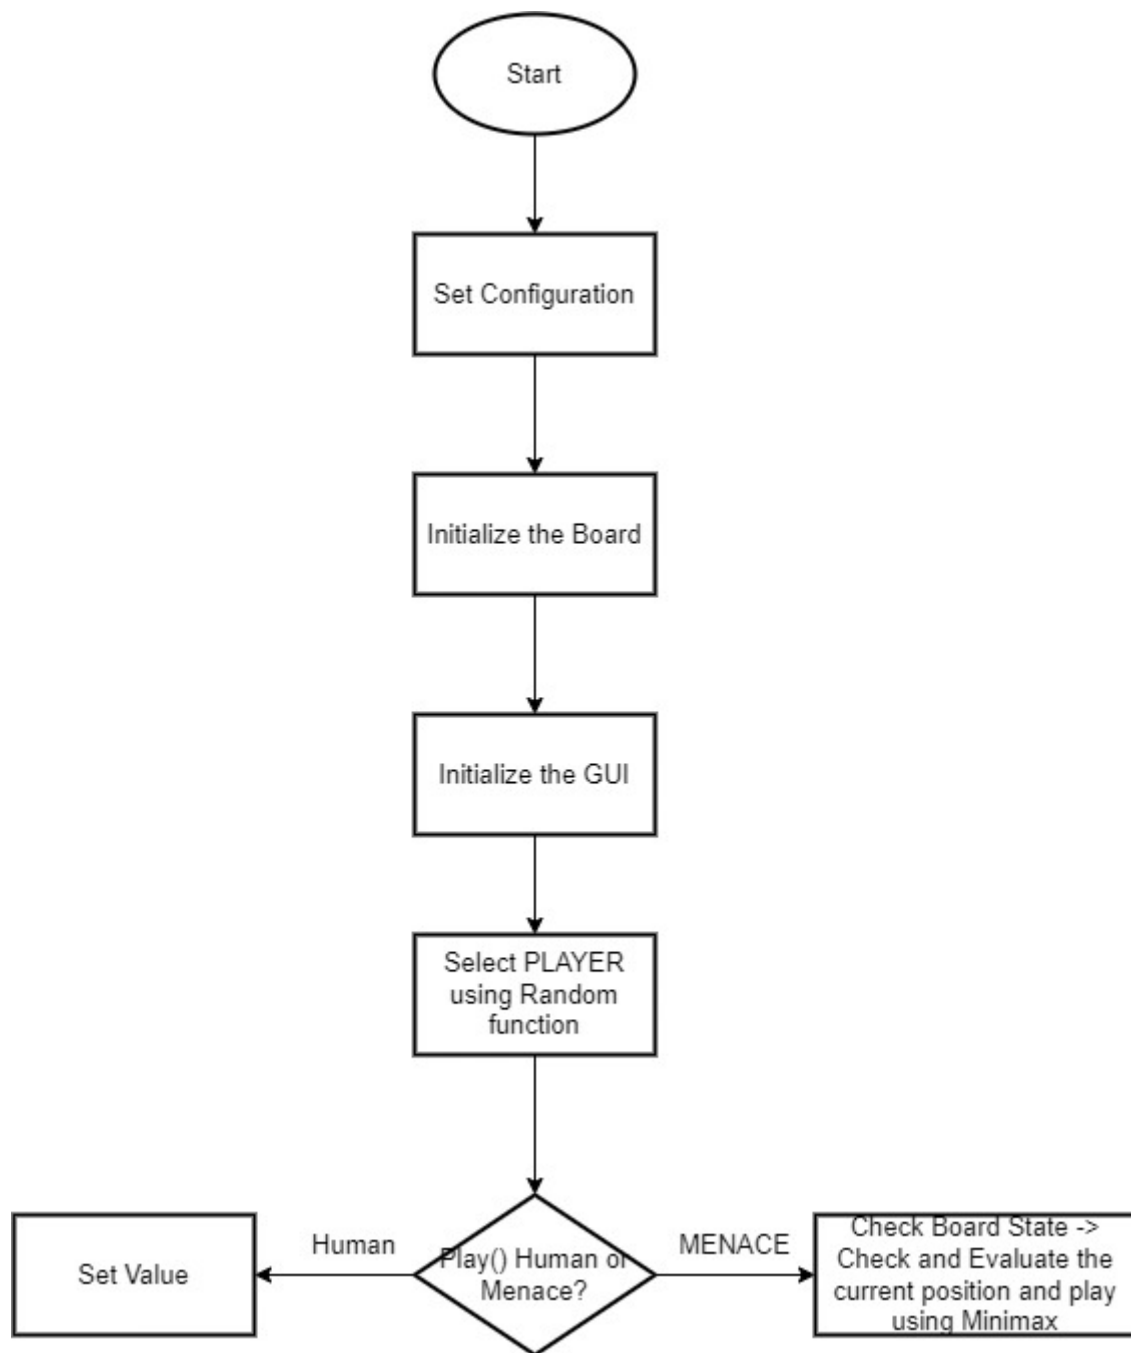 Start
Set Configuration
Initialize the Board
Initialize the GUI
Select PLAYER
using Random
function
Human
Play() Human or
Menace?
MENACE
Set Value
Check Board State ->
Check and Evaluate the
current position and play
using Minimax